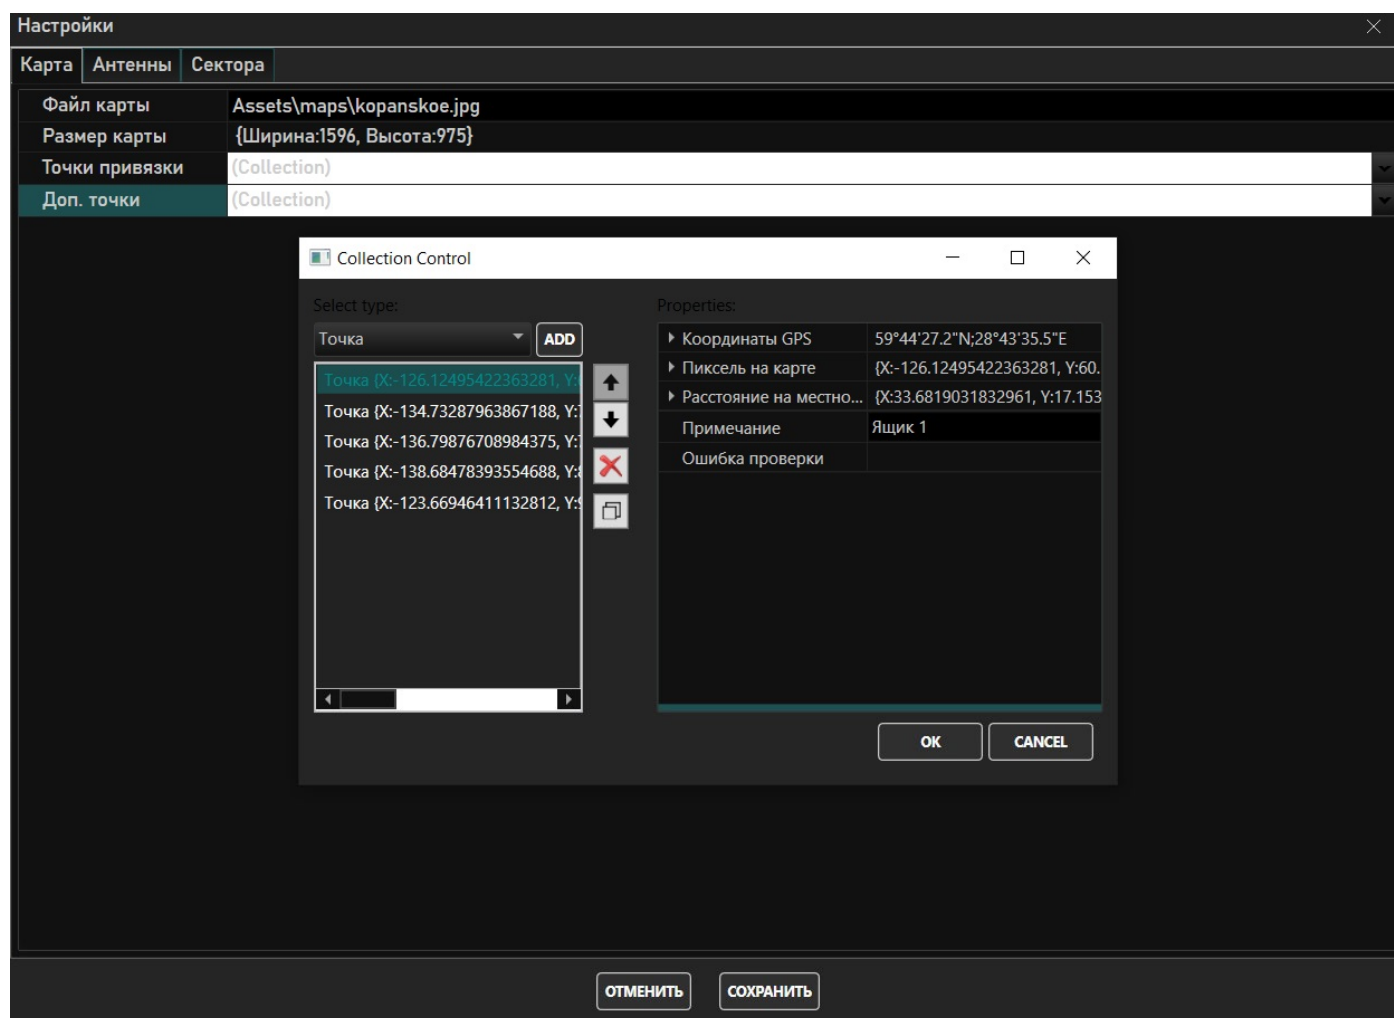 Настройки
Карта Антенны Сектора
Файл карты Assets\maps\kopanskoe.jpg
Размер карты {Ширина:1596, Высота:975}
Точки привязки (Collection)
Доп. точки (Collection)
Collection Control
Select type: Properties:
Точка ADD
Координаты GPS 59°44'27.2"N;28°43'35.5"E
Пиксель на карте {X:-126.12495422363281, Y:60.
Расстояние на местно... {X:33.6819031832961, Y:17.153
Примечание Ящик 1
Ошибка проверки
Точка {X:-126.12495422363281, Y:
Точка {X:-134.73287963867188, Y:
Точка {X:-136.79876708984375, Y:
Точка {X:-138.68478393554688, Y:
Точка {X:-123.66946411132812, Y:
OK CANCEL
ОТМЕНИТЬ СОХРАНИТЬ